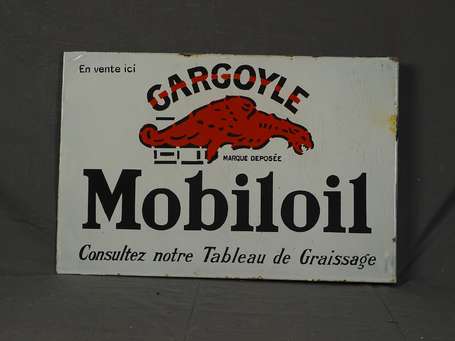 En vente ici
GARGOYLE
MARQUE DEPOSÉE
Mobiloil
Consultez notre Tableau de Graissage